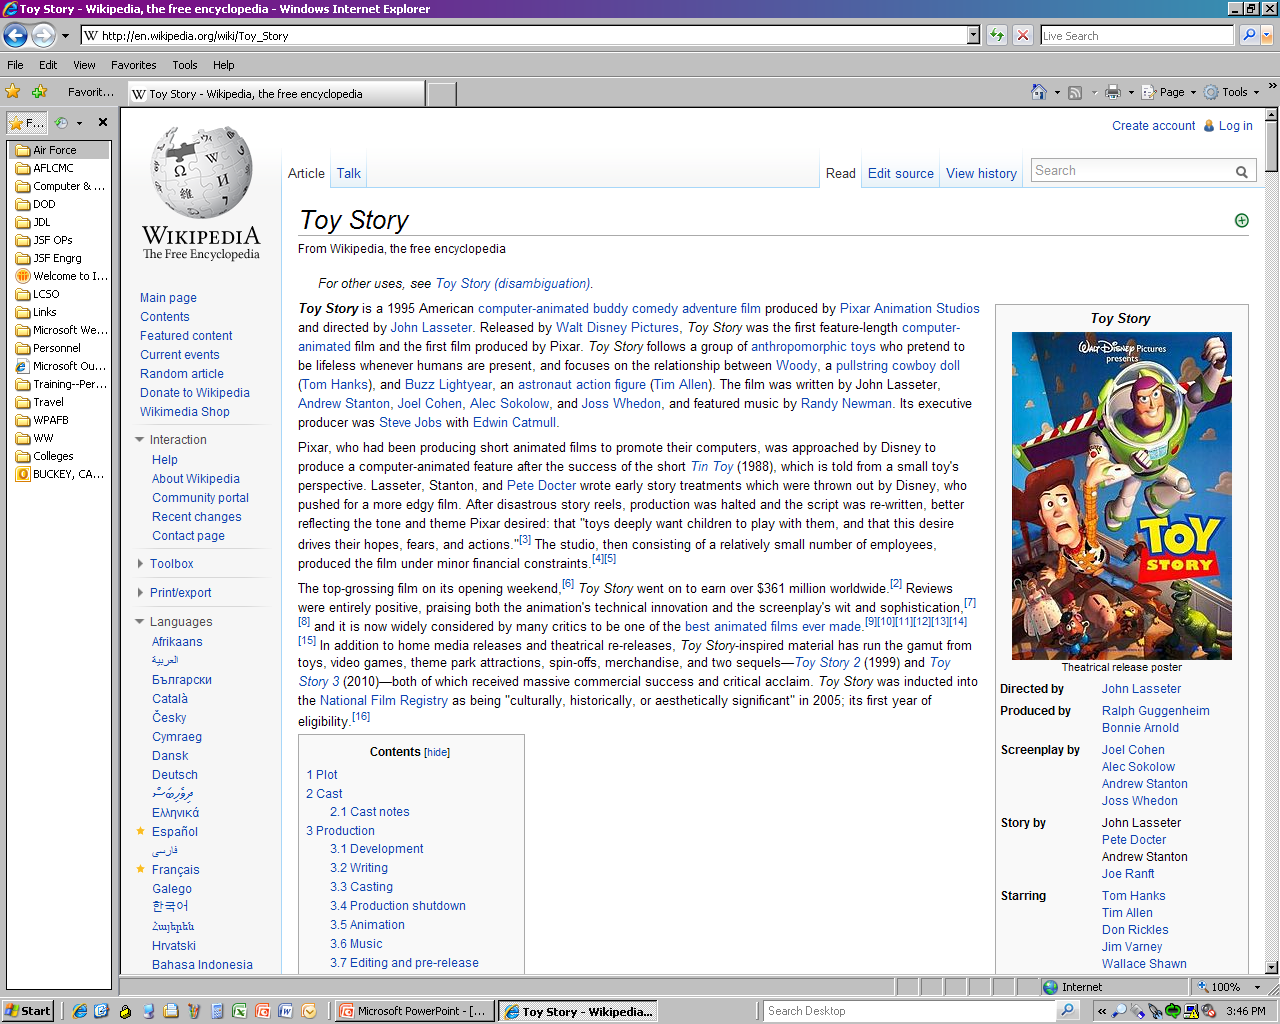 Toy Story - Wikipedia, the free encyclopedia - Windows Internet Explorer
http://en.wikipedia.org/wiki/Toy_Story
Live Search
File Edit View Favorites Tools Help
Favorit...
Toy Story - Wikipedia, the free encyclopedia
Page
Tools
F...
Air Force
AFLCMC
Computer & ...
DOD
JDL
JSF OPs
JSF Engrg
Welcome to I...
LCSO
Links
Microsoft We...
Personnel
Microsoft Ou...
Training--Per...
Travel
WPAFB
WW
Colleges
BUCKEY, CA...
WIKIPEDIA
The Free Encyclopedia
Main page
Contents
Featured content
Current events
Random article
Donate to Wikipedia
Wikimedia Shop
Interaction
Help
About Wikipedia
Community portal
Recent changes
Contact page
Toolbox
Print/export
Languages
Afrikaans
العربية
Български
Català
Česky
Cymraeg
Dansk
Deutsch
ދިވެހިބަސް
Ελληνικά
Español
فارسی
Français
Galego
한국어
Հայերեն
Hrvatski
Bahasa Indonesia
Create account Log in
Article Talk Read Edit source View history
Search
Toy Story
From Wikipedia, the free encyclopedia
For other uses, see Toy Story (disambiguation).
Toy Story is a 1995 American computer-animated buddy comedy adventure film produced by Pixar Animation Studios
and directed by John Lasseter. Released by Walt Disney Pictures, Toy Story was the first feature-length computer-
animated film and the first film produced by Pixar. Toy Story follows a group of anthropomorphic toys who pretend to
be lifeless whenever humans are present, and focuses on the relationship between Woody, a pullstring cowboy doll
(Tom Hanks), and Buzz Lightyear, an astronaut action figure (Tim Allen). The film was written by John Lasseter,
Andrew Stanton, Joel Cohen, Alec Sokolow, and Joss Whedon, and featured music by Randy Newman. Its executive
producer was Steve Jobs with Edwin Catmull.
Pixar, who had been producing short animated films to promote their computers, was approached by Disney to
produce a computer-animated feature after the success of the short Tin Toy (1988), which is told from a small toy's
perspective. Lasseter, Stanton, and Pete Docter wrote early story treatments which were thrown out by Disney, who
pushed for a more edgy film. After disastrous story reels, production was halted and the script was re-written, better
reflecting the tone and theme Pixar desired: that "toys deeply want children to play with them, and that this desire
drives their hopes, fears, and actions."[3] The studio, then consisting of a relatively small number of employees,
produced the film under minor financial constraints.[4][5]
The top-grossing film on its opening weekend,[6] Toy Story went on to earn over $361 million worldwide.[2] Reviews
were entirely positive, praising both the animation's technical innovation and the screenplay's wit and sophistication,[7]
[8] and it is now widely considered by many critics to be one of the best animated films ever made.[9][10][11][12][13][14]
[15] In addition to home media releases and theatrical re-releases, Toy Story-inspired material has run the gamut from
toys, video games, theme park attractions, spin-offs, merchandise, and two sequels—Toy Story 2 (1999) and Toy
Story 3 (2010)—both of which received massive commercial success and critical acclaim. Toy Story was inducted into
the National Film Registry as being "culturally, historically, or aesthetically significant" in 2005; its first year of
eligibility.[16]
Contents [hide]
1 Plot
2 Cast
2.1 Cast notes
3 Production
3.1 Development
3.2 Writing
3.3 Casting
3.4 Production shutdown
3.5 Animation
3.6 Music
3.7 Editing and pre-release
Toy Story
Walt Disney Pictures
presents
TOY
STORY
Theatrical release poster
Directed by John Lasseter
Produced by Ralph Guggenheim
Bonnie Arnold
Screenplay by Joel Cohen
Alec Sokolow
Andrew Stanton
Joss Whedon
Story by John Lasseter
Pete Docter
Andrew Stanton
Joe Ranft
Starring Tom Hanks
Tim Allen
Don Rickles
Jim Varney
Wallace Shawn
Internet
100%
Start
Microsoft PowerPoint - [...
Toy Story - Wikipedia...
Search Desktop
3:46 PM